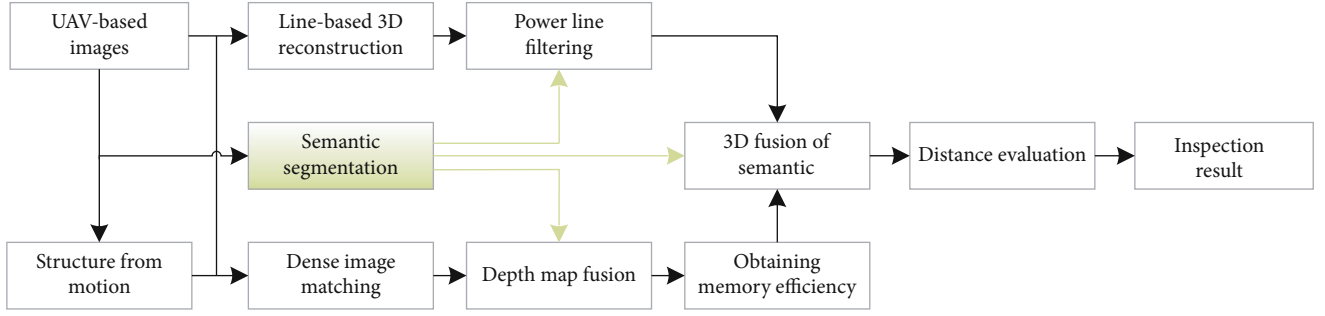 UAV-based
images
Line-based 3D
reconstruction
Power line
filtering
Semantic
segmentation
3D fusion of
semantic
Distance evaluation
Inspection
result
Structure from
motion
Dense image
matching
Depth map fusion
Obtaining
memory efficiency